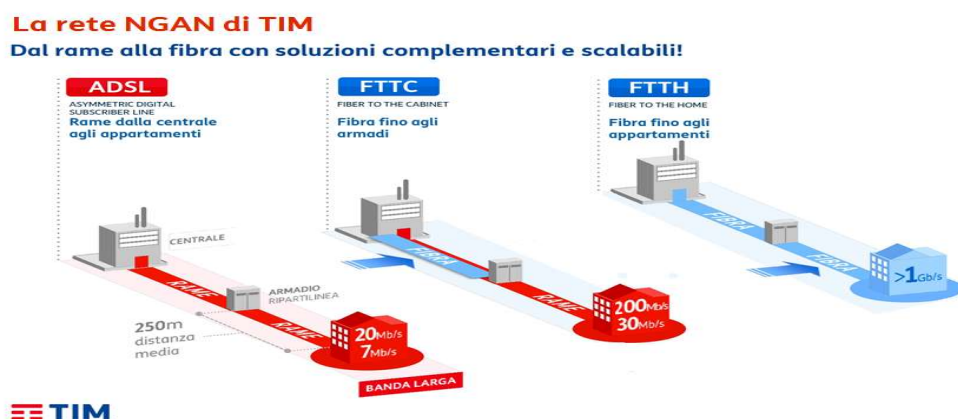 La rete NGAN di TIM
Dal rame alla fibra con soluzioni complementari e scalabili!
ADSL
ASYMMETRIC DIGITAL
SUBSCRIBER LINE
Rame dalla centrale
agli appartamenti
FTTC
FIBER TO THE CABINET
Fibra fino agli
armadi
FTTH
FIBER TO THE HOME
Fibra fino agli
appartamenti
CENTRALE
RAME
ARMADIO
RIPARTILINEA
RAME
250m
distanza
media
20Mb/s
7Mb/s
BANDA LARGA
FIBRA
RAME
200Mb/s
30Mb/s
FIBRA
FIBRA
>1Gb/s
TIM